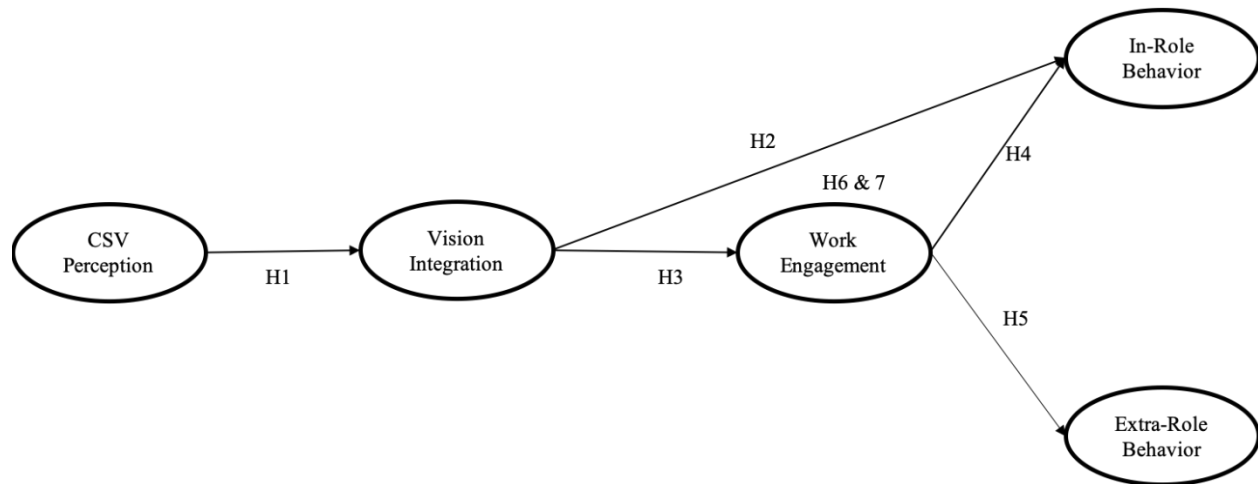 In-Role
Behavior
H2
H4
H6 & 7
CSV
Perception
Vision
Integration
Work
Engagement
H1
H3
H5
Extra-Role
Behavior